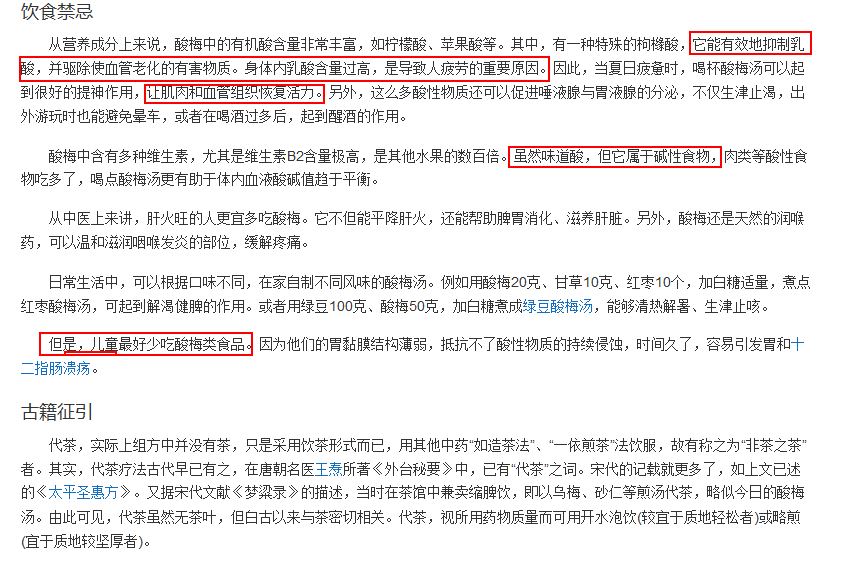 饮食禁忌
从营养成分上来说，酸梅中的有机酸含量非常丰富，如柠檬酸、苹果酸等。其中，有一种特殊的枸橼酸，它能有效地抑制乳
酸，并驱除使血管老化的有害物质。身体内乳酸含量过高，是导致人疲劳的重要原因。因此，当夏日疲惫时，喝杯酸梅汤可以起
到很好的提神作用，让肌肉和血管组织恢复活力。另外，这么多酸性物质还可以促进唾液腺与胃液腺的分泌，不仅生津止渴，出
外游玩时也能避免晕车，或者在喝酒过多后，起到醒酒的作用。
酸梅中含有多种维生素，尤其是维生素B2含量极高，是其他水果的数百倍。虽然味道酸，但它属于碱性食物，肉类等酸性食
物吃多了，喝点酸梅汤更有助于体内血液酸碱值趋于平衡。
从中医上来讲，肝火旺的人更宜多吃酸梅。它不但能平降肝火，还能帮助脾胃消化、滋养肝脏。另外，酸梅还是天然的润喉
药，可以温和滋润咽喉发炎的部位，缓解疼痛。
日常生活中，可以根据口味不同，在家自制不同风味的酸梅汤。例如用酸梅20克、甘草10克、红枣10个，加白糖适量，煮点
红枣酸梅汤，可起到解渴健脾的作用。或者用绿豆100克、酸梅50克，加白糖煮成绿豆酸梅汤，能够清热解暑、生津止咳。
但是，儿童最好少吃酸梅类食品。因为他们的胃黏膜结构薄弱，抵抗不了酸性物质的持续侵蚀，时间久了，容易引发胃和十
二指肠溃疡。
古籍征引
代茶，实际上组方中并没有茶，只是采用饮茶形式而已，用其他中药“如造茶法”、“一依煎茶”法饮服，故有称之为“非茶之茶”
者。其实，代茶疗法古代早已有之，在唐朝名医王焘所著《外台秘要》中，已有“代茶”之词。宋代的记载就更多了，如上文已述
的《太平圣惠方》。又据宋代文献《梦粱录》的描述，当时在茶馆中兼卖缩脾饮，即以乌梅、砂仁等煎汤代茶，略似今日的酸梅
汤。由此可见，代茶虽然无茶叶，但自古以来与茶密切相关。代茶，视所用药物质量而可用开水泡饮(较宜于质地轻松者)或略煎
(宜于质地较坚厚者)。